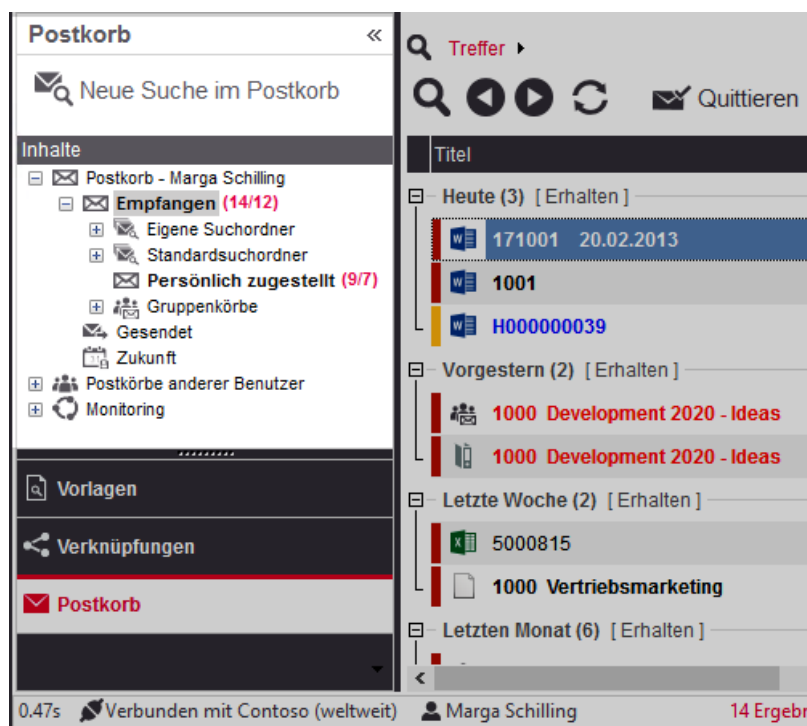 Postkorb «
Neue Suche im Postkorb
Inhalte
Postkorb - Marga Schilling
Empfangen (14/12)
Eigene Suchordner
Standardsuchordner
Persönlich zugestellt (9/7)
Gruppenkörbe
Gesendet
Zukunft
Postkörbe anderer Benutzer
Monitoring
Vorlagen
Verknüpfungen
Postkorb
Treffer
Quittieren
Titel
Heute (3) [ Erhalten ]
171001 20.02.2013
1001
H000000039
Vorgestern (2) [ Erhalten ]
1000 Development 2020 - Ideas
1000 Development 2020 - Ideas
Letzte Woche (2) [ Erhalten ]
5000815
1000 Vertriebsmarketing
Letzten Monat (6) [ Erhalten ]
0.47s Verbunden mit Contoso (weltweit) Marga Schilling 14 Ergebn